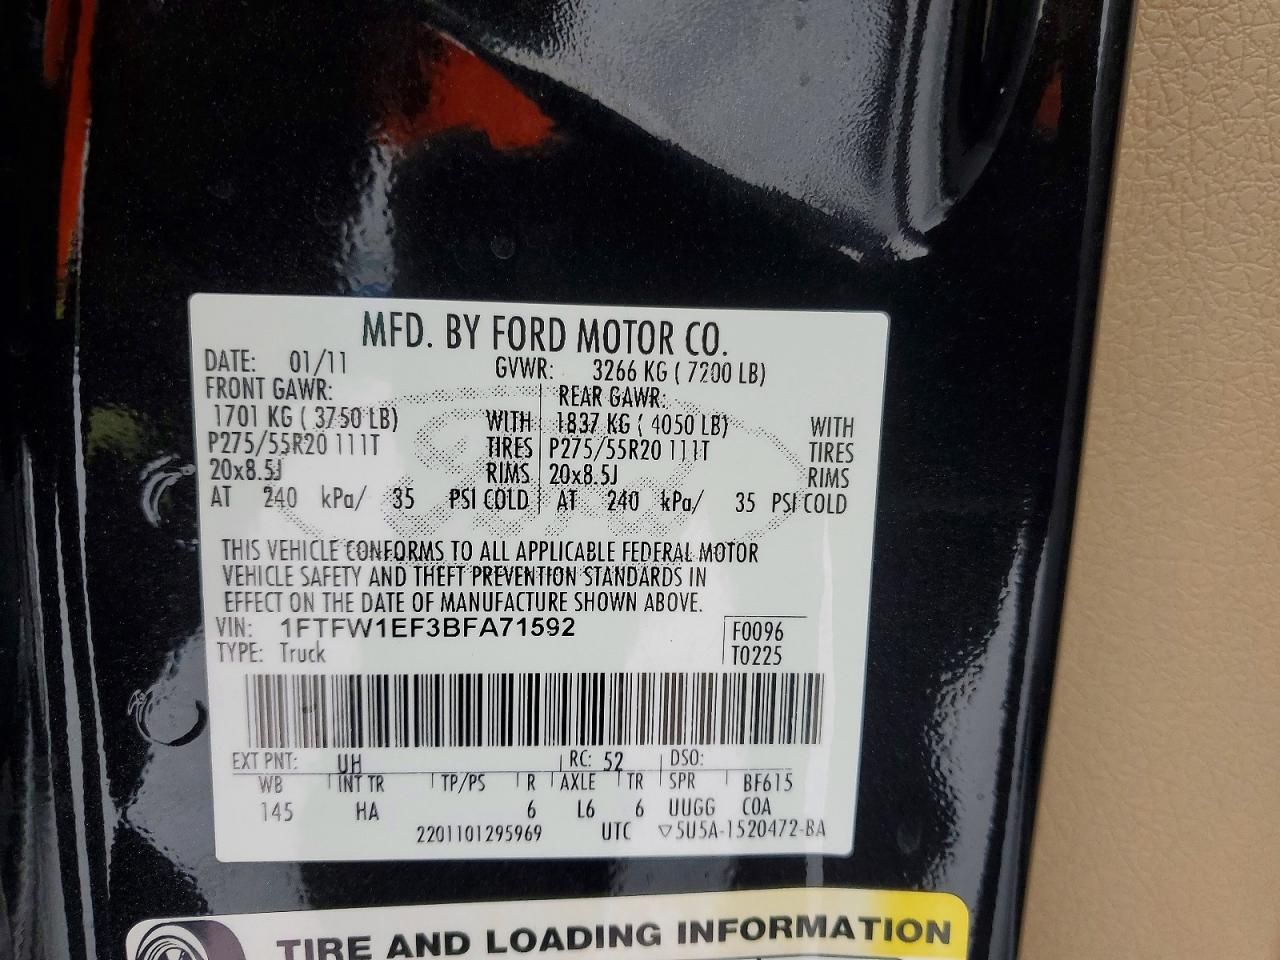 MFD. BY FORD MOTOR CO.
DATE: 01/11 GVWR: 3266 KG ( 7200 LB)
FRONT GAWR: REAR GAWR:
1701 KG ( 3750 LB) WITH 1837 KG ( 4050 LB) WITH
P275/55R20 111T TIRES P275/55R20 111T TIRES
20x8.5J RIMS 20x8.5J RIMS
AT 240 kPa/ 35 PSI COLD AT 240 kPa/ 35 PSI COLD
THIS VEHICLE CONFORMS TO ALL APPLICABLE FEDERAL MOTOR
VEHICLE SAFETY AND THEFT PREVENTION STANDARDS IN
EFFECT ON THE DATE OF MANUFACTURE SHOWN ABOVE.
VIN: 1FTFW1EF3BFA71592 F0096
TYPE: Truck T0225
EXT PNT: UH RC: 52 DSO:
WB INT TR TP/PS R AXLE TR SPR BF615
145 HA 6 L6 6 UUGG COA
2201101295969 UTC ▽5U5A-1520472-BA
TIRE AND LOADING INFORMATION